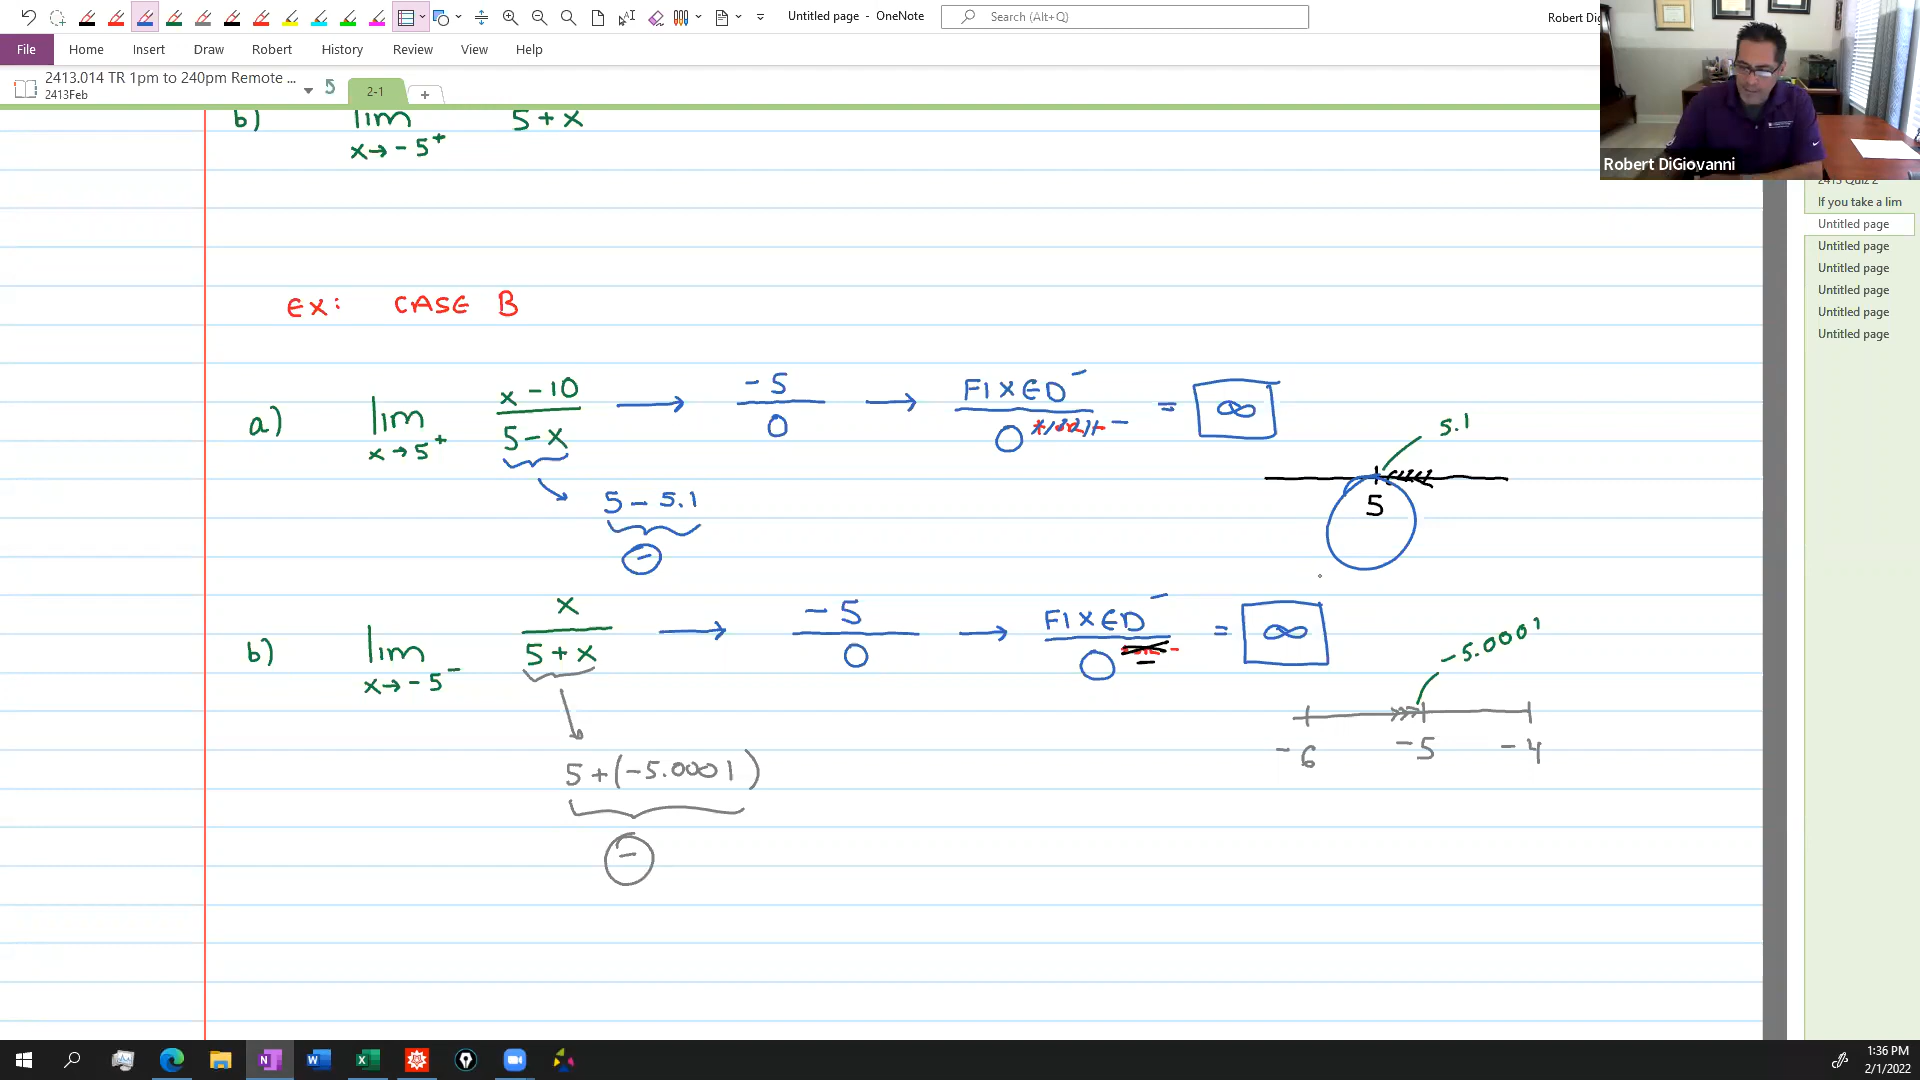 Untitled page - OneNote
Search (Alt+Q)
Robert Di
File Home Insert Draw Robert History Review View Help
2413.014 TR 1pm to 240pm Remote ...
2413Feb
2-1
Robert DiGiovanni
2413 Quiz 2
If you take a lim
Untitled page
Untitled page
Untitled page
Untitled page
Untitled page
Untitled page
b) lim x→-5⁺ 5+x
EX: CASE B
a) lim x→5⁺ (x-10)/(5-x) → -5/0 → FIXED⁻/0⁻ = ∞
5.1
5
5 - 5.1
-
b) lim x→-5⁻ x/(5+x) → -5/0 → FIXED⁻/0⁻ = ∞
-5.0001
-6 -5 -4
5+(-5.0001)
-
1:36 PM
2/1/2022